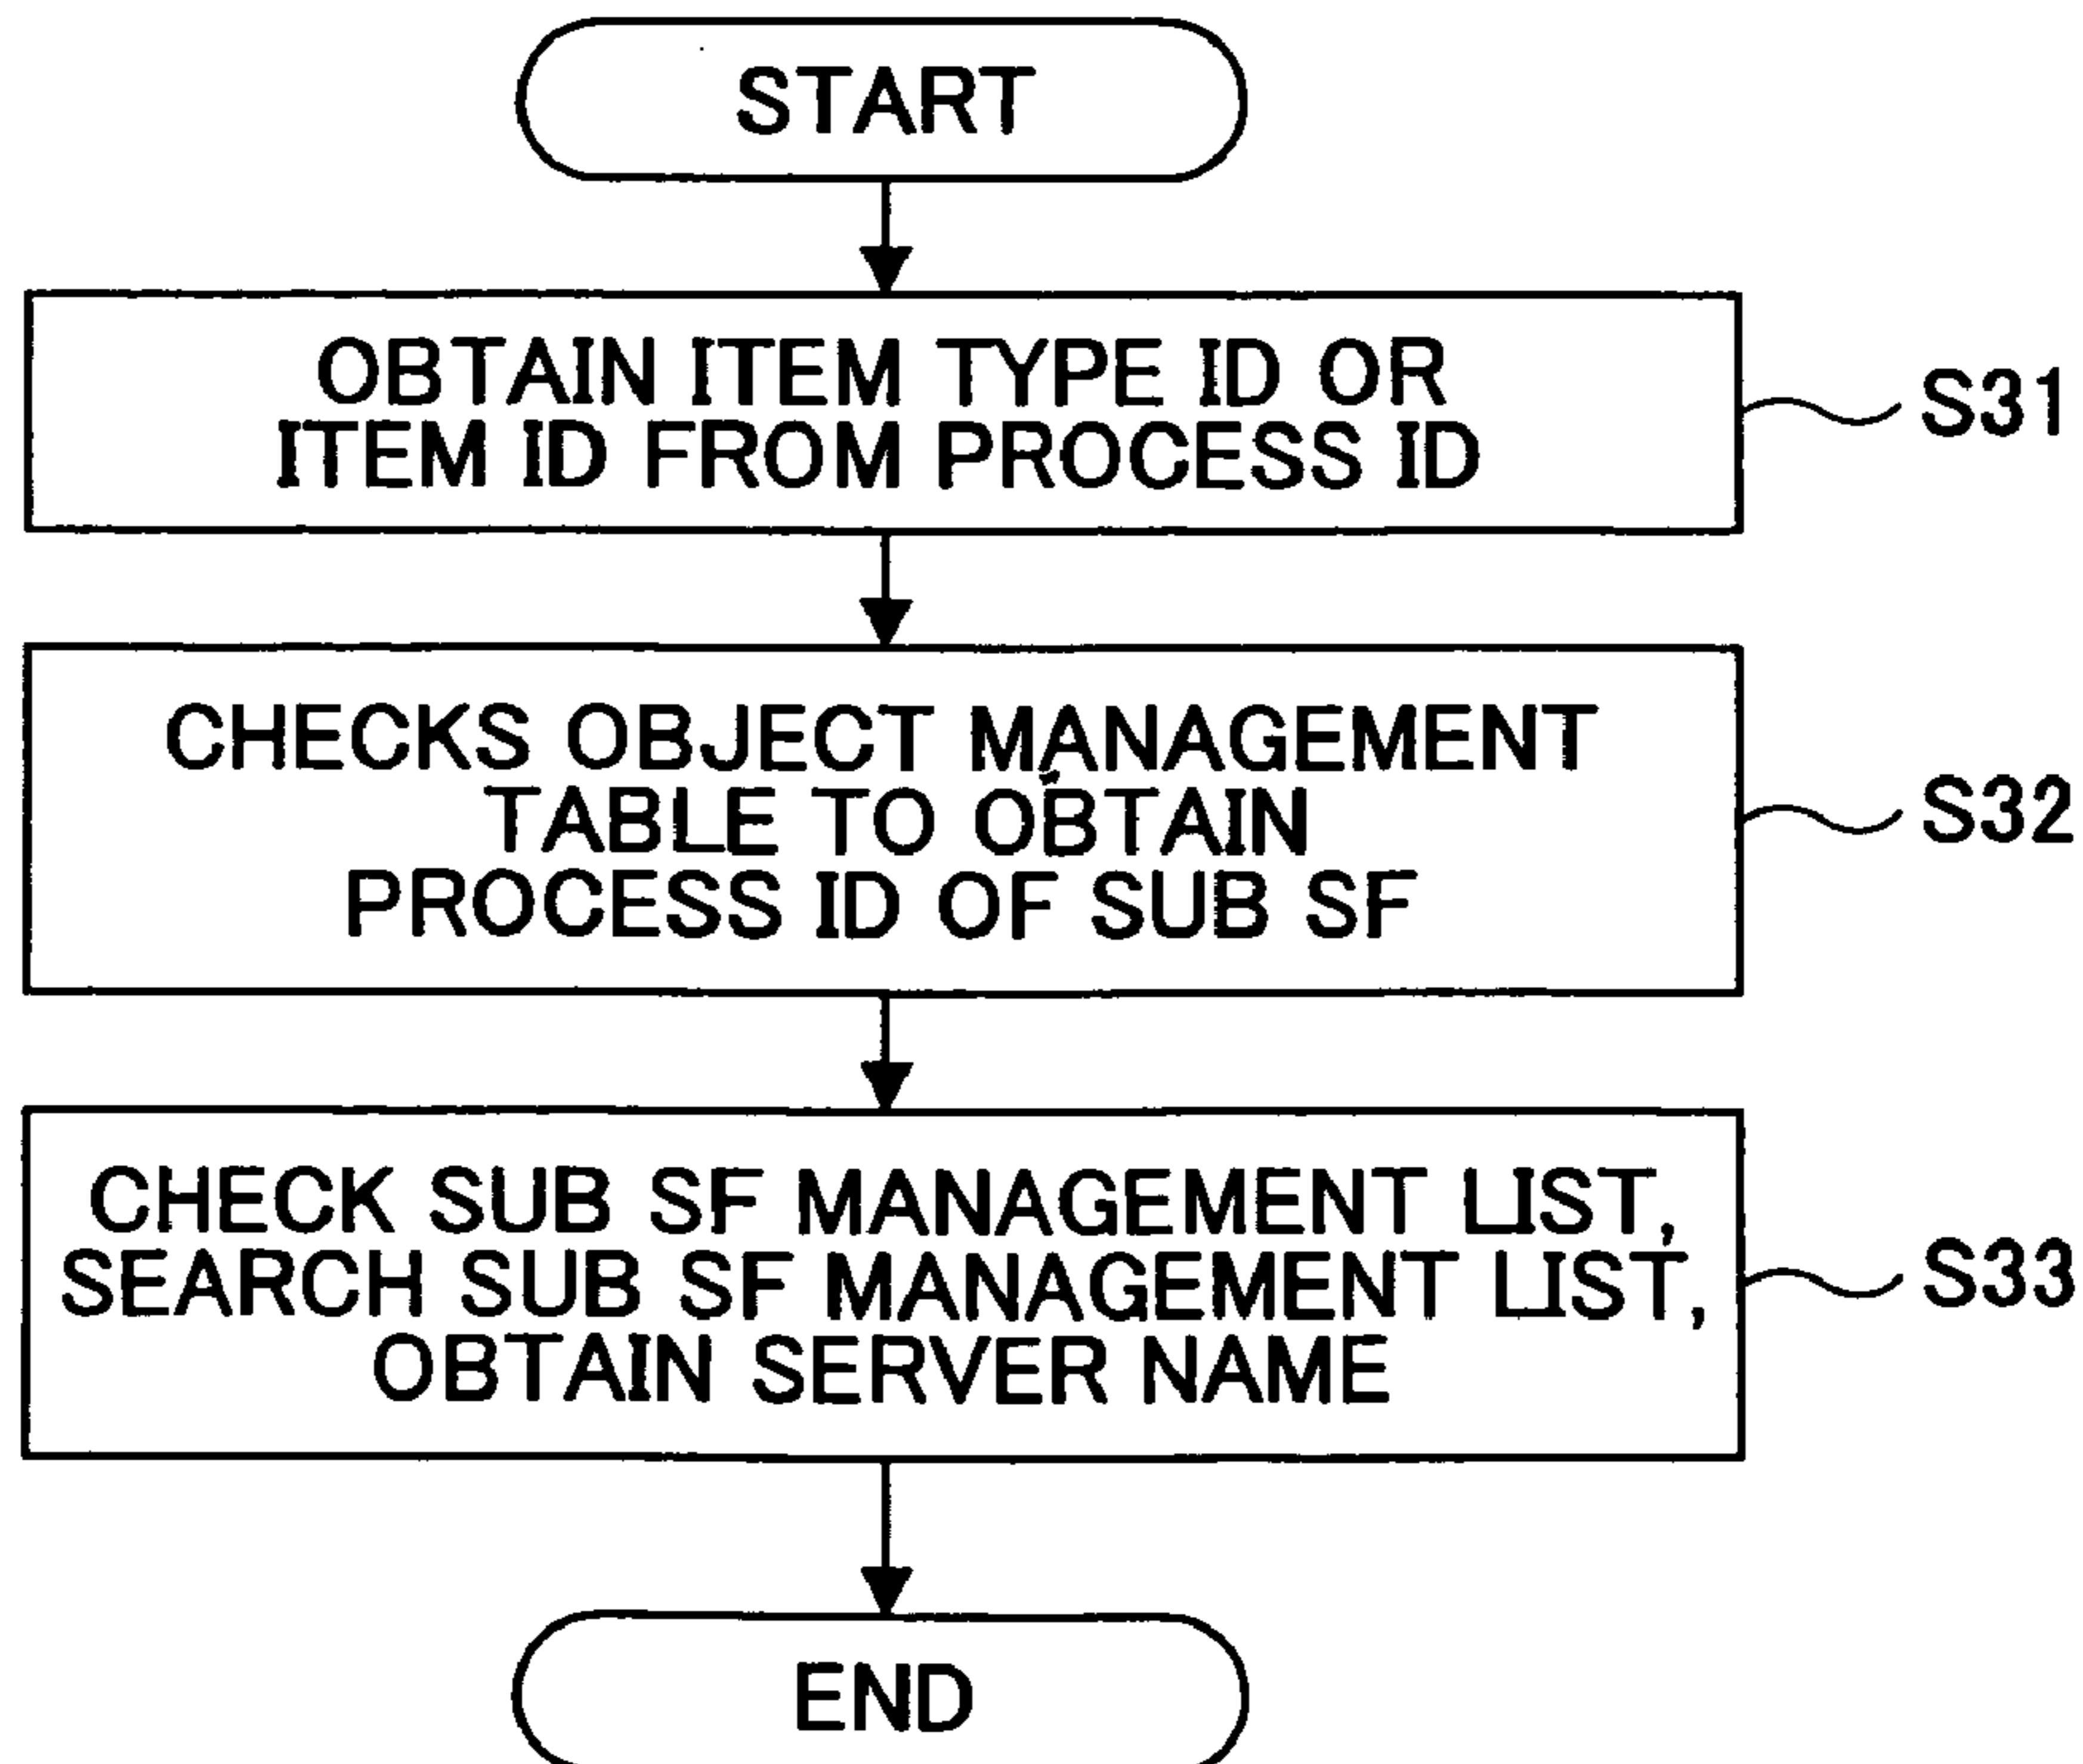 START
OBTAIN ITEM TYPE ID OR
ITEM ID FROM PROCESS ID
S31
CHECKS OBJECT MANAGEMENT
TABLE TO OBTAIN
PROCESS ID OF SUB SF
S32
CHECK SUB SF MANAGEMENT LIST,
SEARCH SUB SF MANAGEMENT LIST,
OBTAIN SERVER NAME
S33
END